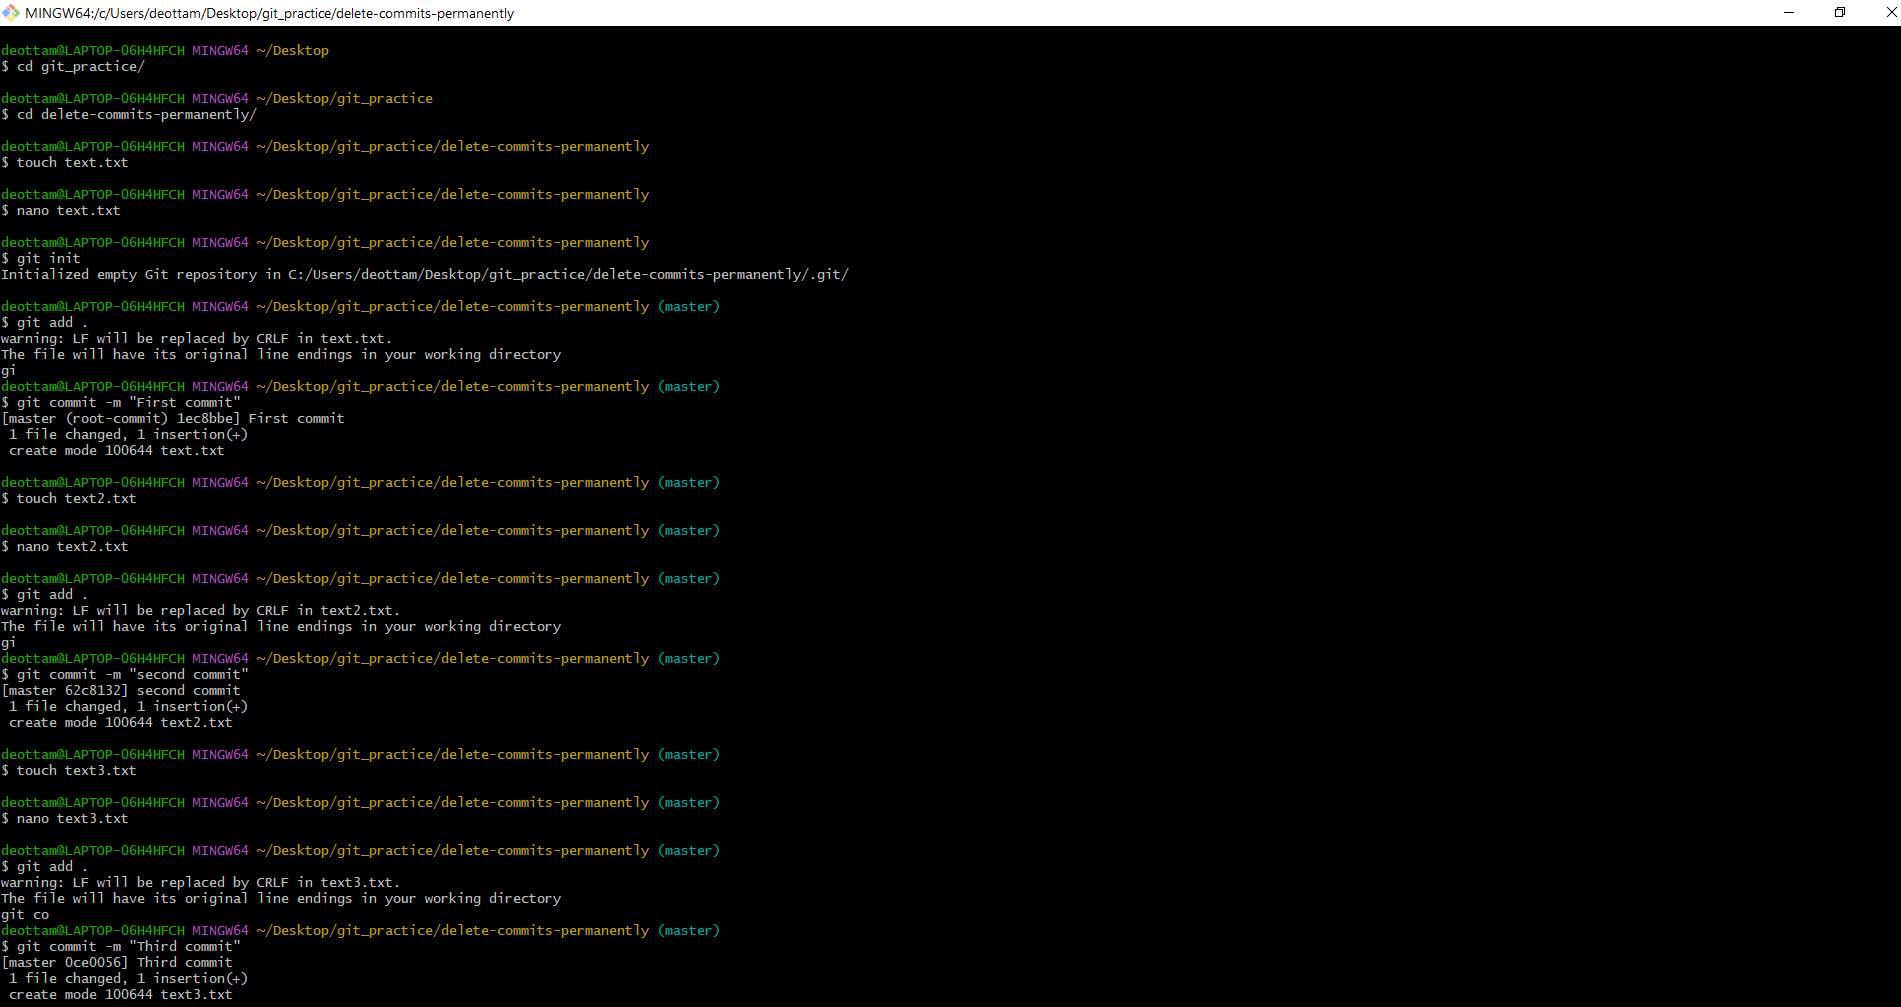 MINGW64:/c/Users/deottam/Desktop/git_practice/delete-commits-permanently
deottam@LAPTOP-O6H4HFCH MINGW64 ~/Desktop
$ cd git_practice/
deottam@LAPTOP-O6H4HFCH MINGW64 ~/Desktop/git_practice
$ cd delete-commits-permanently/
deottam@LAPTOP-O6H4HFCH MINGW64 ~/Desktop/git_practice/delete-commits-permanently
$ touch text.txt
deottam@LAPTOP-O6H4HFCH MINGW64 ~/Desktop/git_practice/delete-commits-permanently
$ nano text.txt
deottam@LAPTOP-O6H4HFCH MINGW64 ~/Desktop/git_practice/delete-commits-permanently
$ git init
Initialized empty Git repository in C:/Users/deottam/Desktop/git_practice/delete-commits-permanently/.git/
deottam@LAPTOP-O6H4HFCH MINGW64 ~/Desktop/git_practice/delete-commits-permanently (master)
$ git add .
warning: LF will be replaced by CRLF in text.txt.
The file will have its original line endings in your working directory
gi
deottam@LAPTOP-O6H4HFCH MINGW64 ~/Desktop/git_practice/delete-commits-permanently (master)
$ git commit -m "First commit"
[master (root-commit) 1ec8bbe] First commit
 1 file changed, 1 insertion(+)
 create mode 100644 text.txt
deottam@LAPTOP-O6H4HFCH MINGW64 ~/Desktop/git_practice/delete-commits-permanently (master)
$ touch text2.txt
deottam@LAPTOP-O6H4HFCH MINGW64 ~/Desktop/git_practice/delete-commits-permanently (master)
$ nano text2.txt
deottam@LAPTOP-O6H4HFCH MINGW64 ~/Desktop/git_practice/delete-commits-permanently (master)
$ git add .
warning: LF will be replaced by CRLF in text2.txt.
The file will have its original line endings in your working directory
gi
deottam@LAPTOP-O6H4HFCH MINGW64 ~/Desktop/git_practice/delete-commits-permanently (master)
$ git commit -m "second commit"
[master 62c8132] second commit
 1 file changed, 1 insertion(+)
 create mode 100644 text2.txt
deottam@LAPTOP-O6H4HFCH MINGW64 ~/Desktop/git_practice/delete-commits-permanently (master)
$ touch text3.txt
deottam@LAPTOP-O6H4HFCH MINGW64 ~/Desktop/git_practice/delete-commits-permanently (master)
$ nano text3.txt
deottam@LAPTOP-O6H4HFCH MINGW64 ~/Desktop/git_practice/delete-commits-permanently (master)
$ git add .
warning: LF will be replaced by CRLF in text3.txt.
The file will have its original line endings in your working directory
git co
deottam@LAPTOP-O6H4HFCH MINGW64 ~/Desktop/git_practice/delete-commits-permanently (master)
$ git commit -m "Third commit"
[master 0ce0056] Third commit
 1 file changed, 1 insertion(+)
 create mode 100644 text3.txt